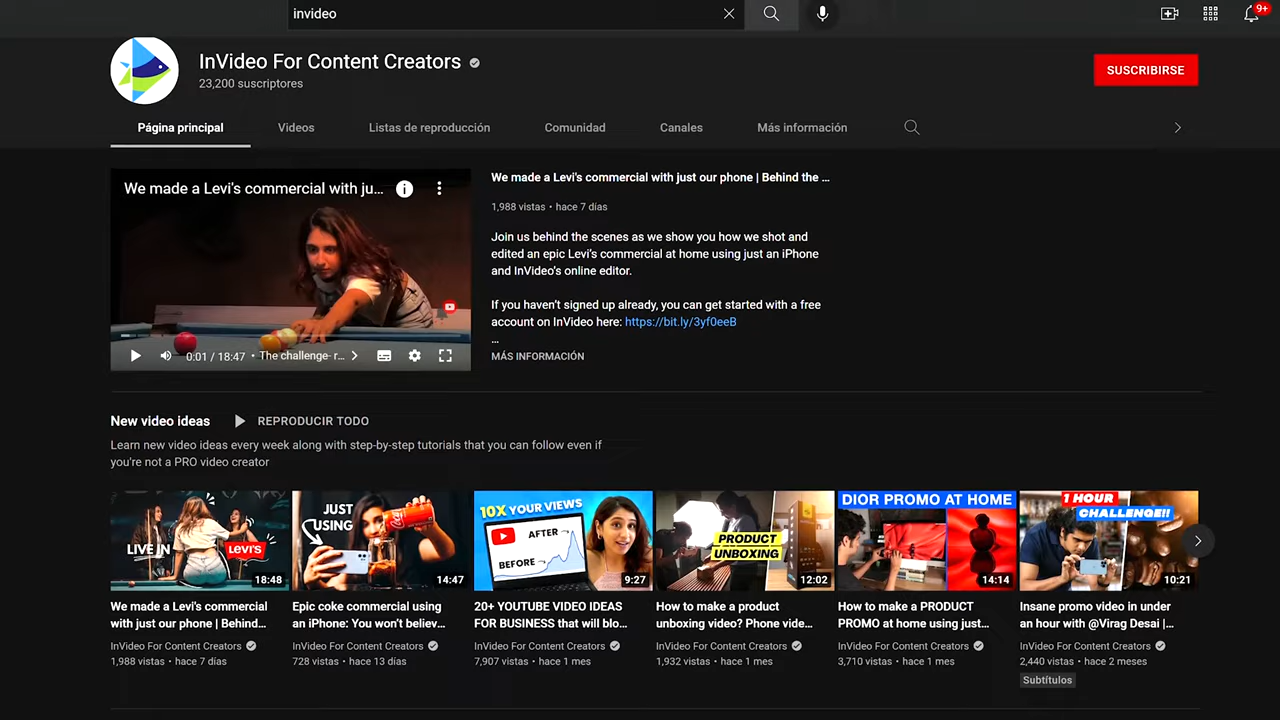 invideo
9+
InVideo For Content Creators
23,200 suscriptores
SUSCRIBIRSE
Página principal
Videos
Listas de reproducción
Comunidad
Canales
Más información
We made a Levi's commercial with ju...
0:01 / 18:47 • The challenge- r...
We made a Levi's commercial with just our phone | Behind the ...
1,988 vistas • hace 7 días
Join us behind the scenes as we show you how we shot and
edited an epic Levi's commercial at home using just an iPhone
and InVideo's online editor.
If you haven't signed up already, you can get started with a free
account on InVideo here: https://bit.ly/3yf0eeB
...
MÁS INFORMACIÓN
New video ideas
REPRODUCIR TODO
Learn new video ideas every week along with step-by-step tutorials that you can follow even if
you're not a PRO video creator
LIVE IN
Levi's
18:48
We made a Levi's commercial
with just our phone | Behind...
InVideo For Content Creators
1,988 vistas • hace 7 días
JUST
USING
14:47
Epic coke commercial using
an iPhone: You won't believ...
InVideo For Content Creators
728 vistas • hace 13 días
10X YOUR VIEWS
AFTER
BEFORE
9:27
20+ YOUTUBE VIDEO IDEAS
FOR BUSINESS that will blo...
InVideo For Content Creators
7,907 vistas • hace 1 mes
PRODUCT
UNBOXING
12:02
How to make a product
unboxing video? Phone vide...
InVideo For Content Creators
1,932 vistas • hace 1 mes
DIOR PROMO AT HOME
14:14
How to make a PRODUCT
PROMO at home using just...
InVideo For Content Creators
3,710 vistas • hace 1 mes
1 HOUR
CHALLENGE!!
10:21
Insane promo video in under
an hour with @Virag Desai |...
InVideo For Content Creators
2,440 vistas • hace 2 meses
Subtítulos